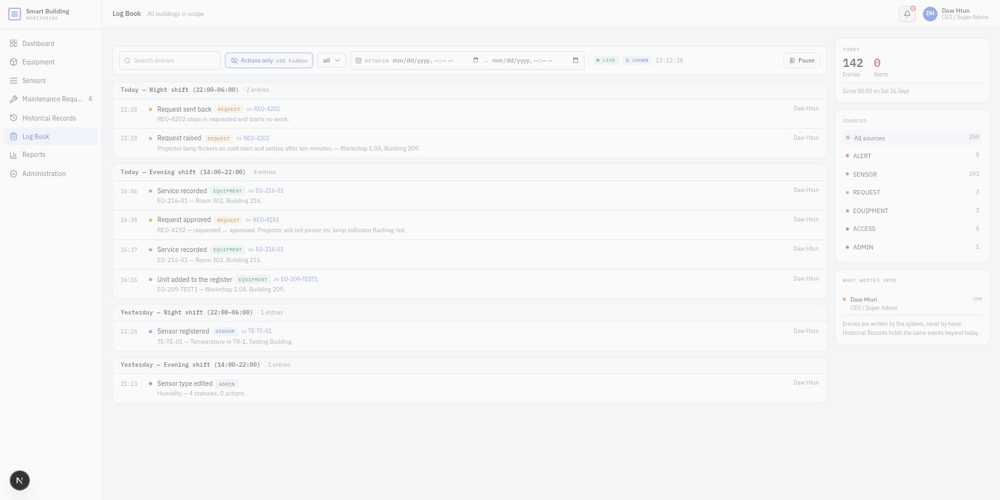 Smart Building
MONITORING
Dashboard
Equipment
Sensors
Maintenance Requ... 8
Historical Records
Log Book
Reports
Administration
N
Log Book All buildings in scope
1
DH
Daw Htun
CEO / Super Admin
Search entries
Actions only 192 hidden
all
BETWEEN mm/dd/yyyy, --:-- -- → mm/dd/yyyy, --:-- --
LIVE
8 SHOWN
23:12:38
Pause
Today — Night shift (22:00–06:00) · 2 entries
22:20 Request sent back REQUEST REQ-4202 Daw Htun
REQ-4202 stays in requested and starts no work.
22:19 Request raised REQUEST REQ-4202 Daw Htun
Projector lamp flickers on cold start and settles after ten minutes. — Workshop 1.04, Building 209.
Today — Evening shift (14:00–22:00) · 4 entries
16:46 Service recorded EQUIPMENT EQ-216-01 Daw Htun
EQ-216-01 — Room 302, Building 216.
16:39 Request approved REQUEST REQ-4192 Daw Htun
REQ-4192 — requested → approved. Projector will not power on; lamp indicator flashing red.
16:37 Service recorded EQUIPMENT EQ-216-01 Daw Htun
EQ-216-01 — Room 302, Building 216.
16:16 Unit added to the register EQUIPMENT EQ-209-TEST1 Daw Htun
EQ-209-TEST1 — Workshop 1.04, Building 209.
Yesterday — Night shift (22:00–06:00) · 1 entries
22:24 Sensor registered SENSOR TE-TE-01 Daw Htun
TE-TE-01 — Temperature in TR-1, Testing Building.
Yesterday — Evening shift (14:00–22:00) · 1 entries
21:13 Sensor type edited ADMIN Daw Htun
Humidity — 4 statuses, 0 actions.
TODAY
142 0
Entries Alerts
Since 00:00 on Sat 26 Sept
SOURCES
All sources 200
ALERT 0
SENSOR 193
REQUEST 3
EQUIPMENT 3
ACCESS 0
ADMIN 1
WHAT WRITES HERE
Daw Htun 200
CEO / Super Admin
Entries are written by the system, never by hand.
Historical Records holds the same events beyond today.